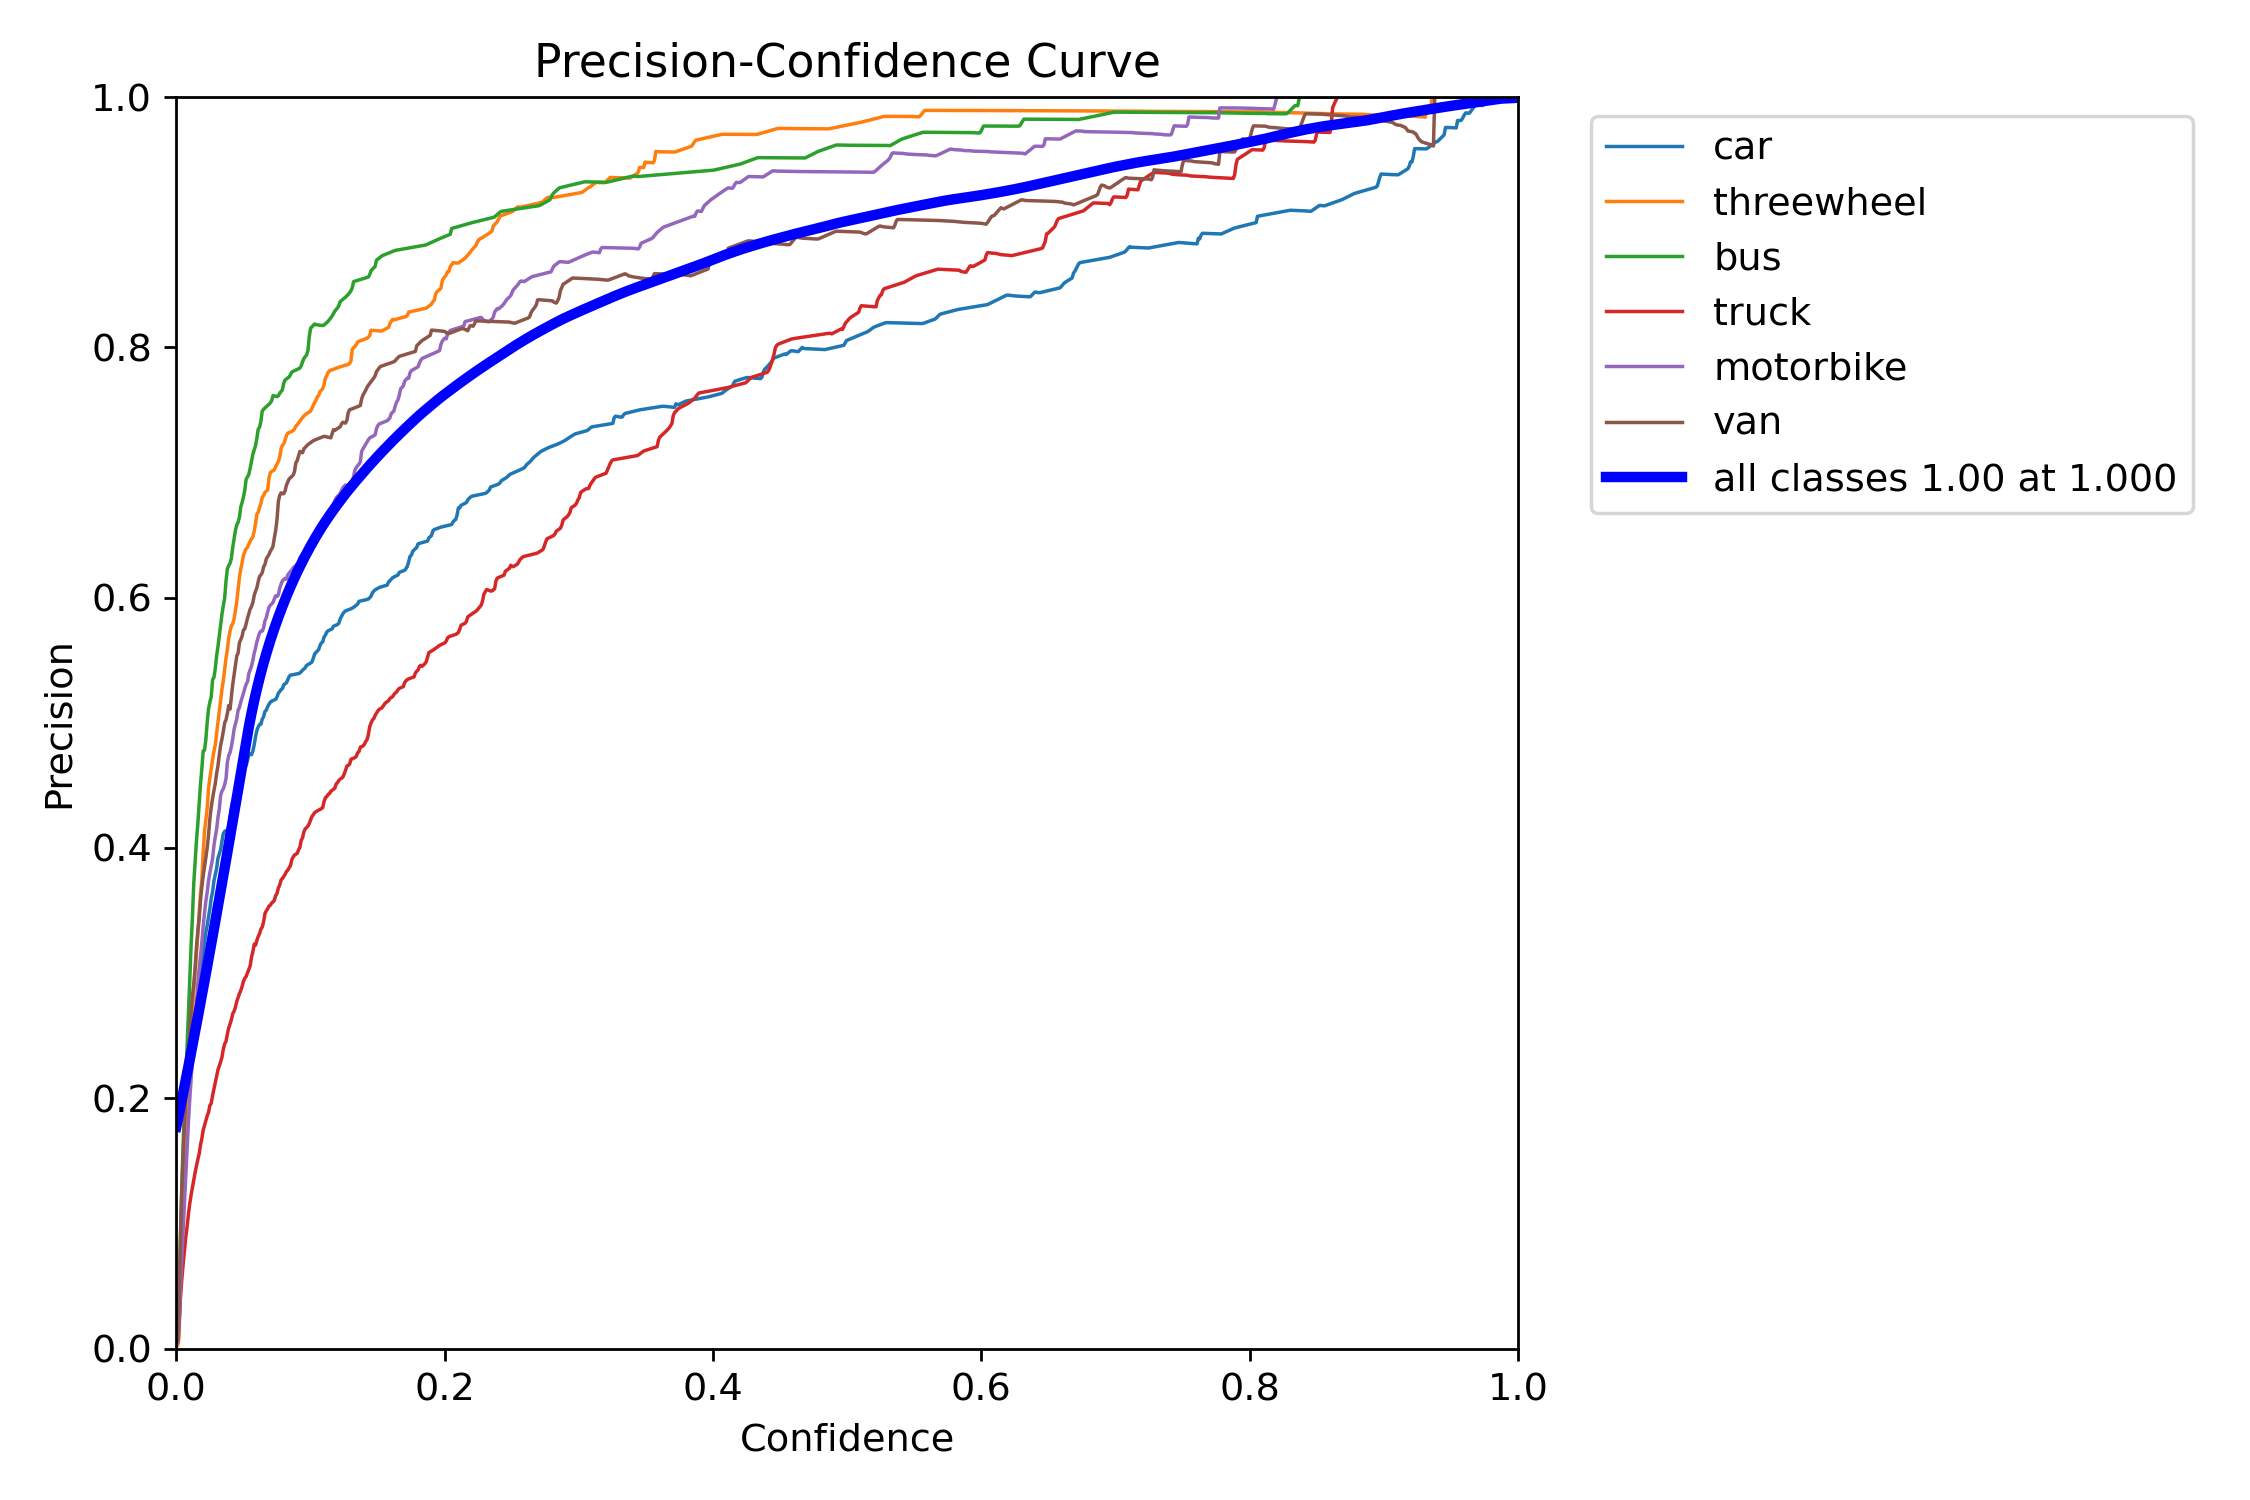 Precision-Confidence Curve
1.0
0.8
0.6
0.4
0.2
0.0
Precision
0.0 0.2 0.4 0.6 0.8 1.0
Confidence
car
threewheel
bus
truck
motorbike
van
all classes 1.00 at 1.000